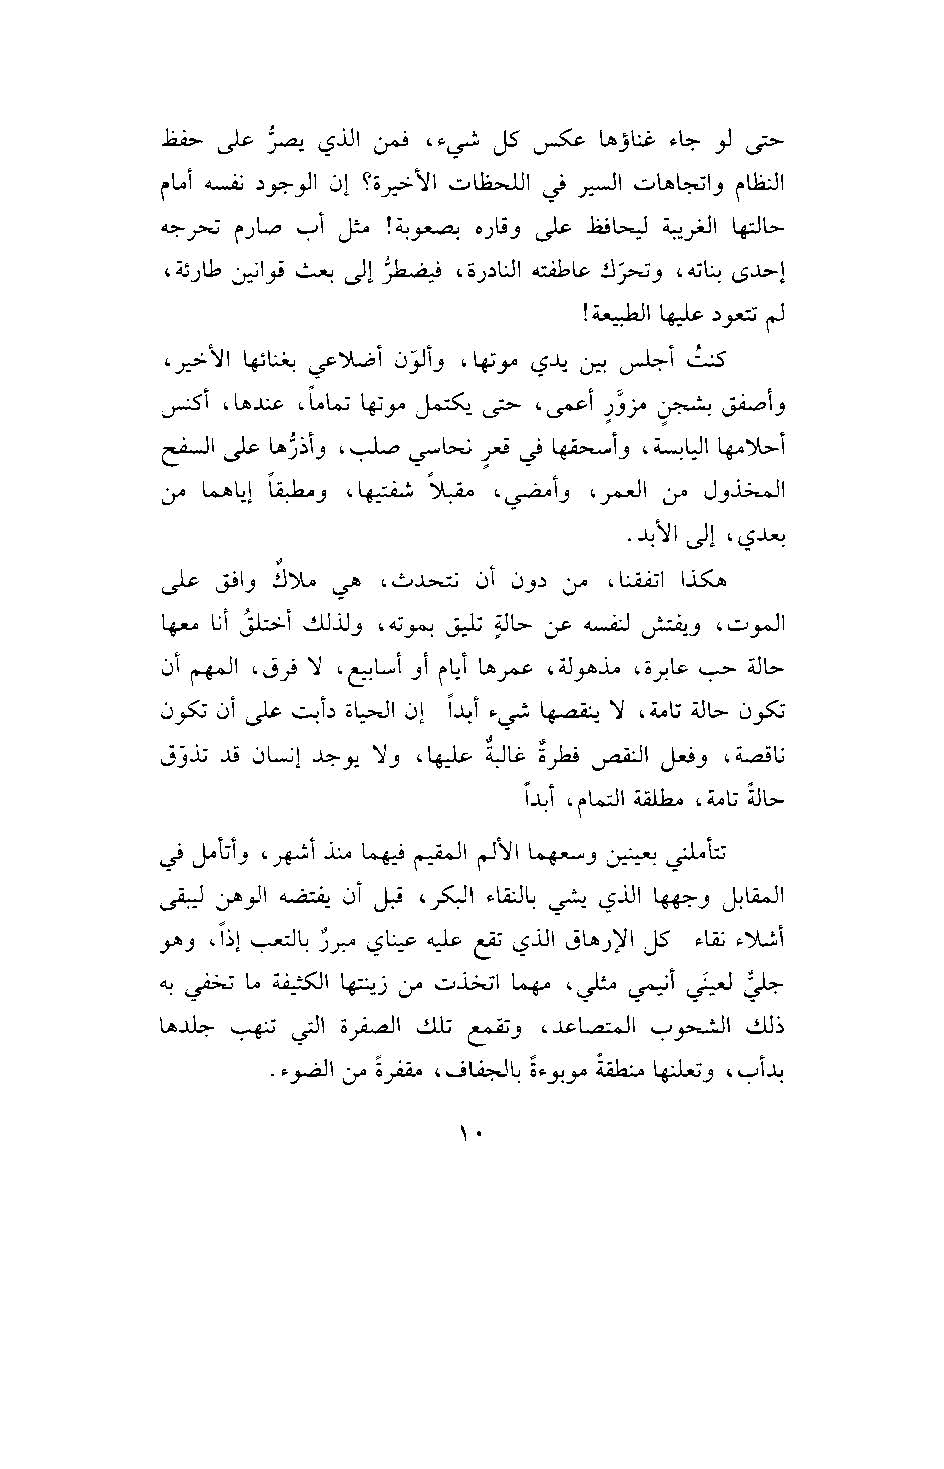 حتى لو جاء غناؤها عكس كل شيء، فمن الذي يصرُّ على حفظ
النظام واتجاهات السير في اللحظات الأخيرة؟ إن الوجود نفسه أمام
حالتها الغريبة ليحافظ على وقاره بصعوبة! مثل أب صارم تحرجه
إحدى بناته، وتحرّك عاطفته النادرة، فيضطرُّ إلى بعث قوانين طارئة،
لم تتعود عليها الطبيعة!
كنتُ أجلس بين يدي موتها، وألوّن أضلاعي بغنائها الأخير،
وأصفق بشجنٍ مزوَّرٍ أعمى، حتى يكتمل موتها تماماً، عندها، أكنس
أحلامها اليابسة، وأسحقها في قعرٍ نحاسي صلب، وأذرُّها على السفح
المخذول من العمر، وأمضي، مقبلاً شفتيها، ومطبقاً إياهما من
بعدي، إلى الأبد.
هكذا اتفقنا، من دون أن نتحدث، هي ملاكٌ وافق على
الموت، ويفتش لنفسه عن حالةٍ تليق بموته، ولذلك أختلقُ أنا معها
حالة حب عابرة، مذهولة، عمرها أيام أو أسابيع، لا فرق، المهم أن
تكون حالة تامة، لا ينقصها شيء أبداً إن الحياة دأبت على أن تكون
ناقصة، وفعل النقص فطرةٌ غالبةٌ عليها، ولا يوجد إنسان قد تذوّق
حالةً تامة، مطلقة التمام، أبداً
تتأملني بعينين وسعهما الألم المقيم فيهما منذ أشهر، وأتأمل في
المقابل وجهها الذي يشي بالنقاء البكر، قبل أن يفتضه الوهن ليبقى
أشلاء نقاء كل الإرهاق الذي تقع عليه عيناي مبررٌ بالتعب إذاً، وهو
جليٌّ لعينَي أنيمي مثلي، مهما اتخذت من زينتها الكثيفة ما تخفي به
ذلك الشحوب المتصاعد، وتقمع تلك الصفرة التي تنهب جلدها
بدأب، وتعلنها منطقةً موبوءةً بالجفاف، مقفرةً من الضوء.
١٠